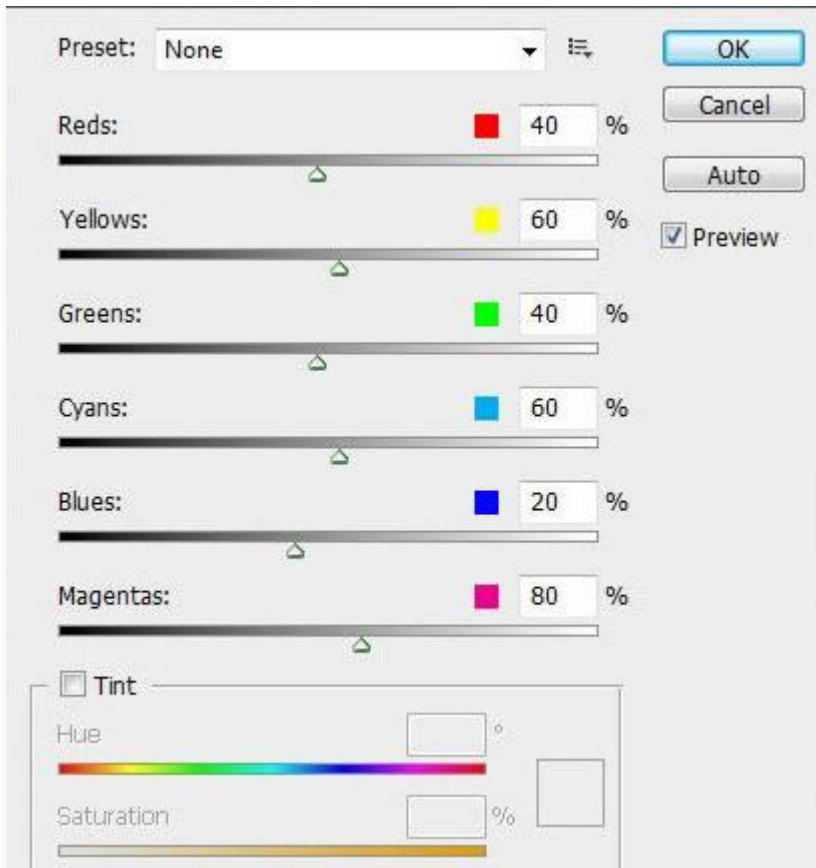 Preset: None OK
Cancel
Reds: 40 %
Auto
Yellows: 60 %
Preview
Greens: 40 %
Cyans: 60 %
Blues: 20 %
Magentas: 80 %
Tint
Hue °
Saturation %